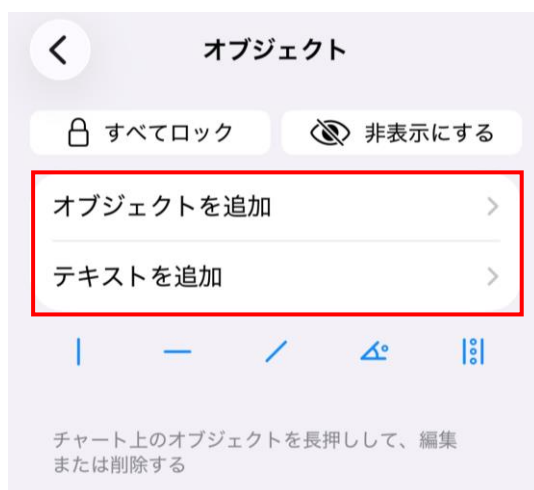 オブジェクト
すべてロック
非表示にする
オブジェクトを追加
テキストを追加
チャート上のオブジェクトを長押しして、編集
または削除する